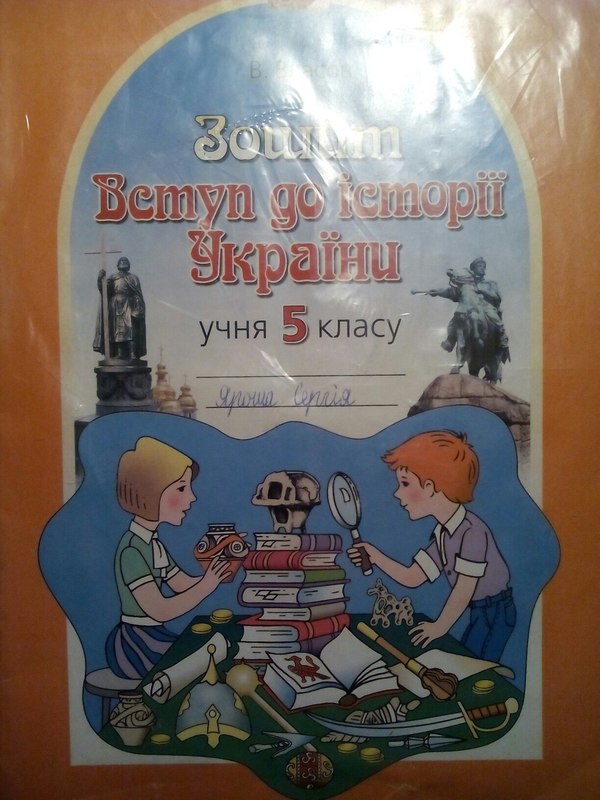 Зошит
Вступ до історії
України
учня 5 класу
Яроша Сергія